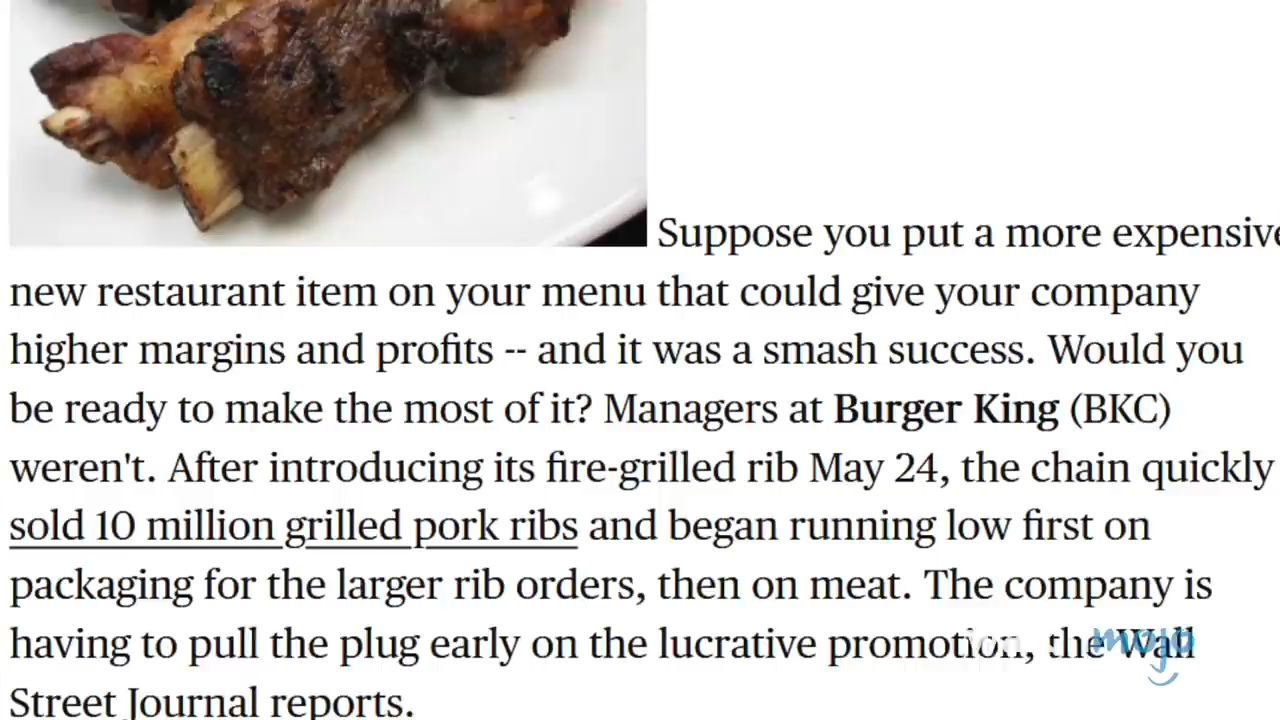 Suppose you put a more expensive
new restaurant item on your menu that could give your company
higher margins and profits -- and it was a smash success. Would you
be ready to make the most of it? Managers at Burger King (BKC)
weren't. After introducing its fire-grilled rib May 24, the chain quickly
sold 10 million grilled pork ribs and began running low first on
packaging for the larger rib orders, then on meat. The company is
having to pull the plug early on the lucrative promotion, the Wall
Street Journal reports.
mojo